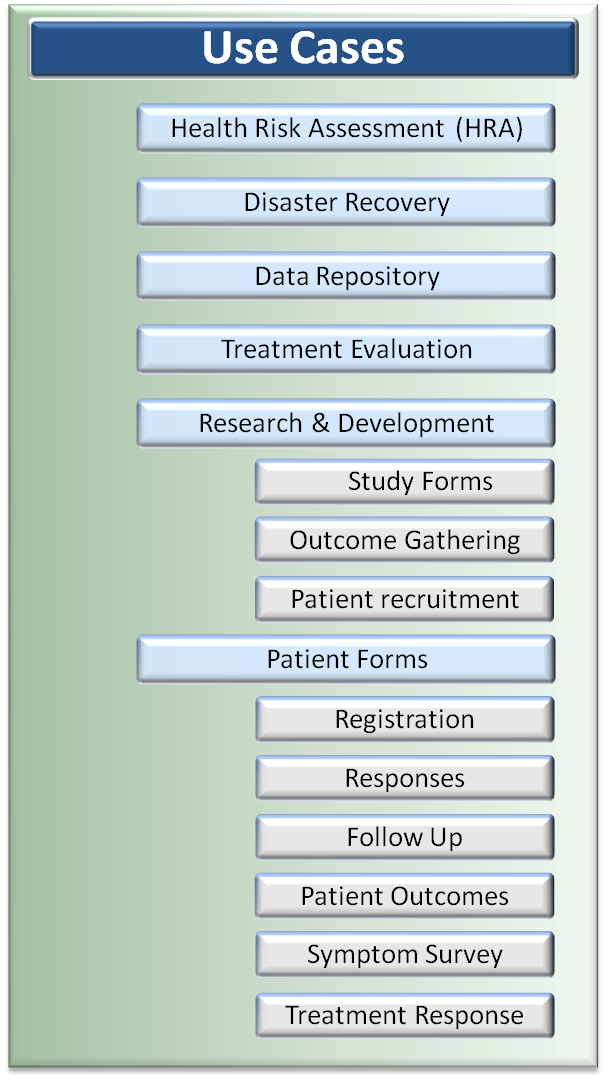 Use Cases
Health Risk Assessment (HRA)
Disaster Recovery
Data Repository
Treatment Evaluation
Research & Development
Study Forms
Outcome Gathering
Patient recruitment
Patient Forms
Registration
Responses
Follow Up
Patient Outcomes
Symptom Survey
Treatment Response